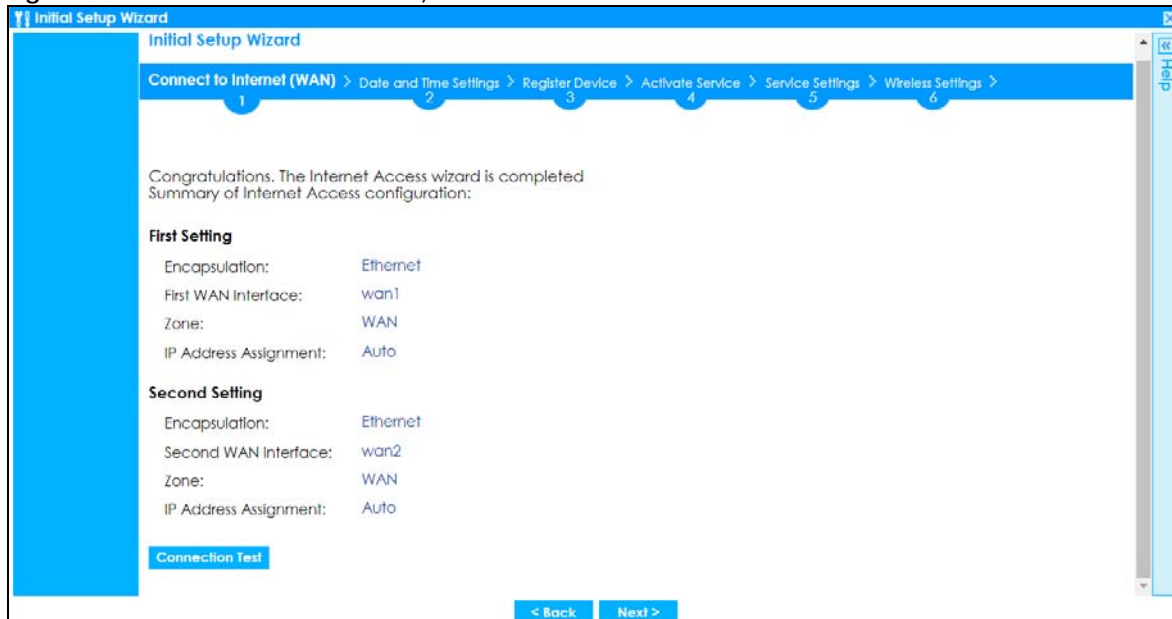 Initial Setup Wizard
Initial Setup Wizard
Help
Connect to Internet (WAN) > Date and Time Settings > Register Device > Activate Service > Service Settings > Wireless Settings >
1 2 3 4 5 6
Congratulations. The Internet Access wizard is completed
Summary of Internet Access configuration:
First Setting
Encapsulation: Ethernet
First WAN Interface: wan1
Zone: WAN
IP Address Assignment: Auto
Second Setting
Encapsulation: Ethernet
Second WAN Interface: wan2
Zone: WAN
IP Address Assignment: Auto
Connection Test
< Back Next >